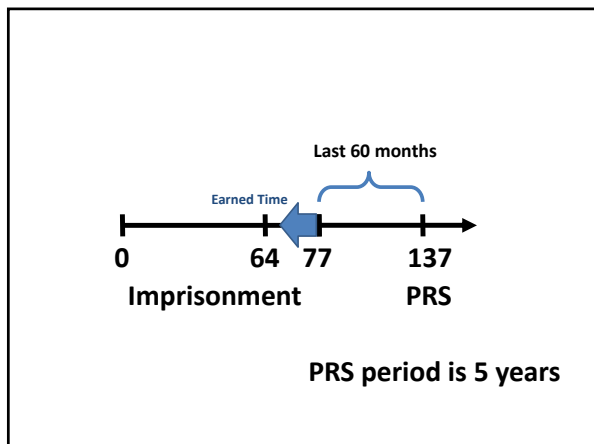 Last 60 months
Earned Time
0 64 77 137
Imprisonment PRS
PRS period is 5 years